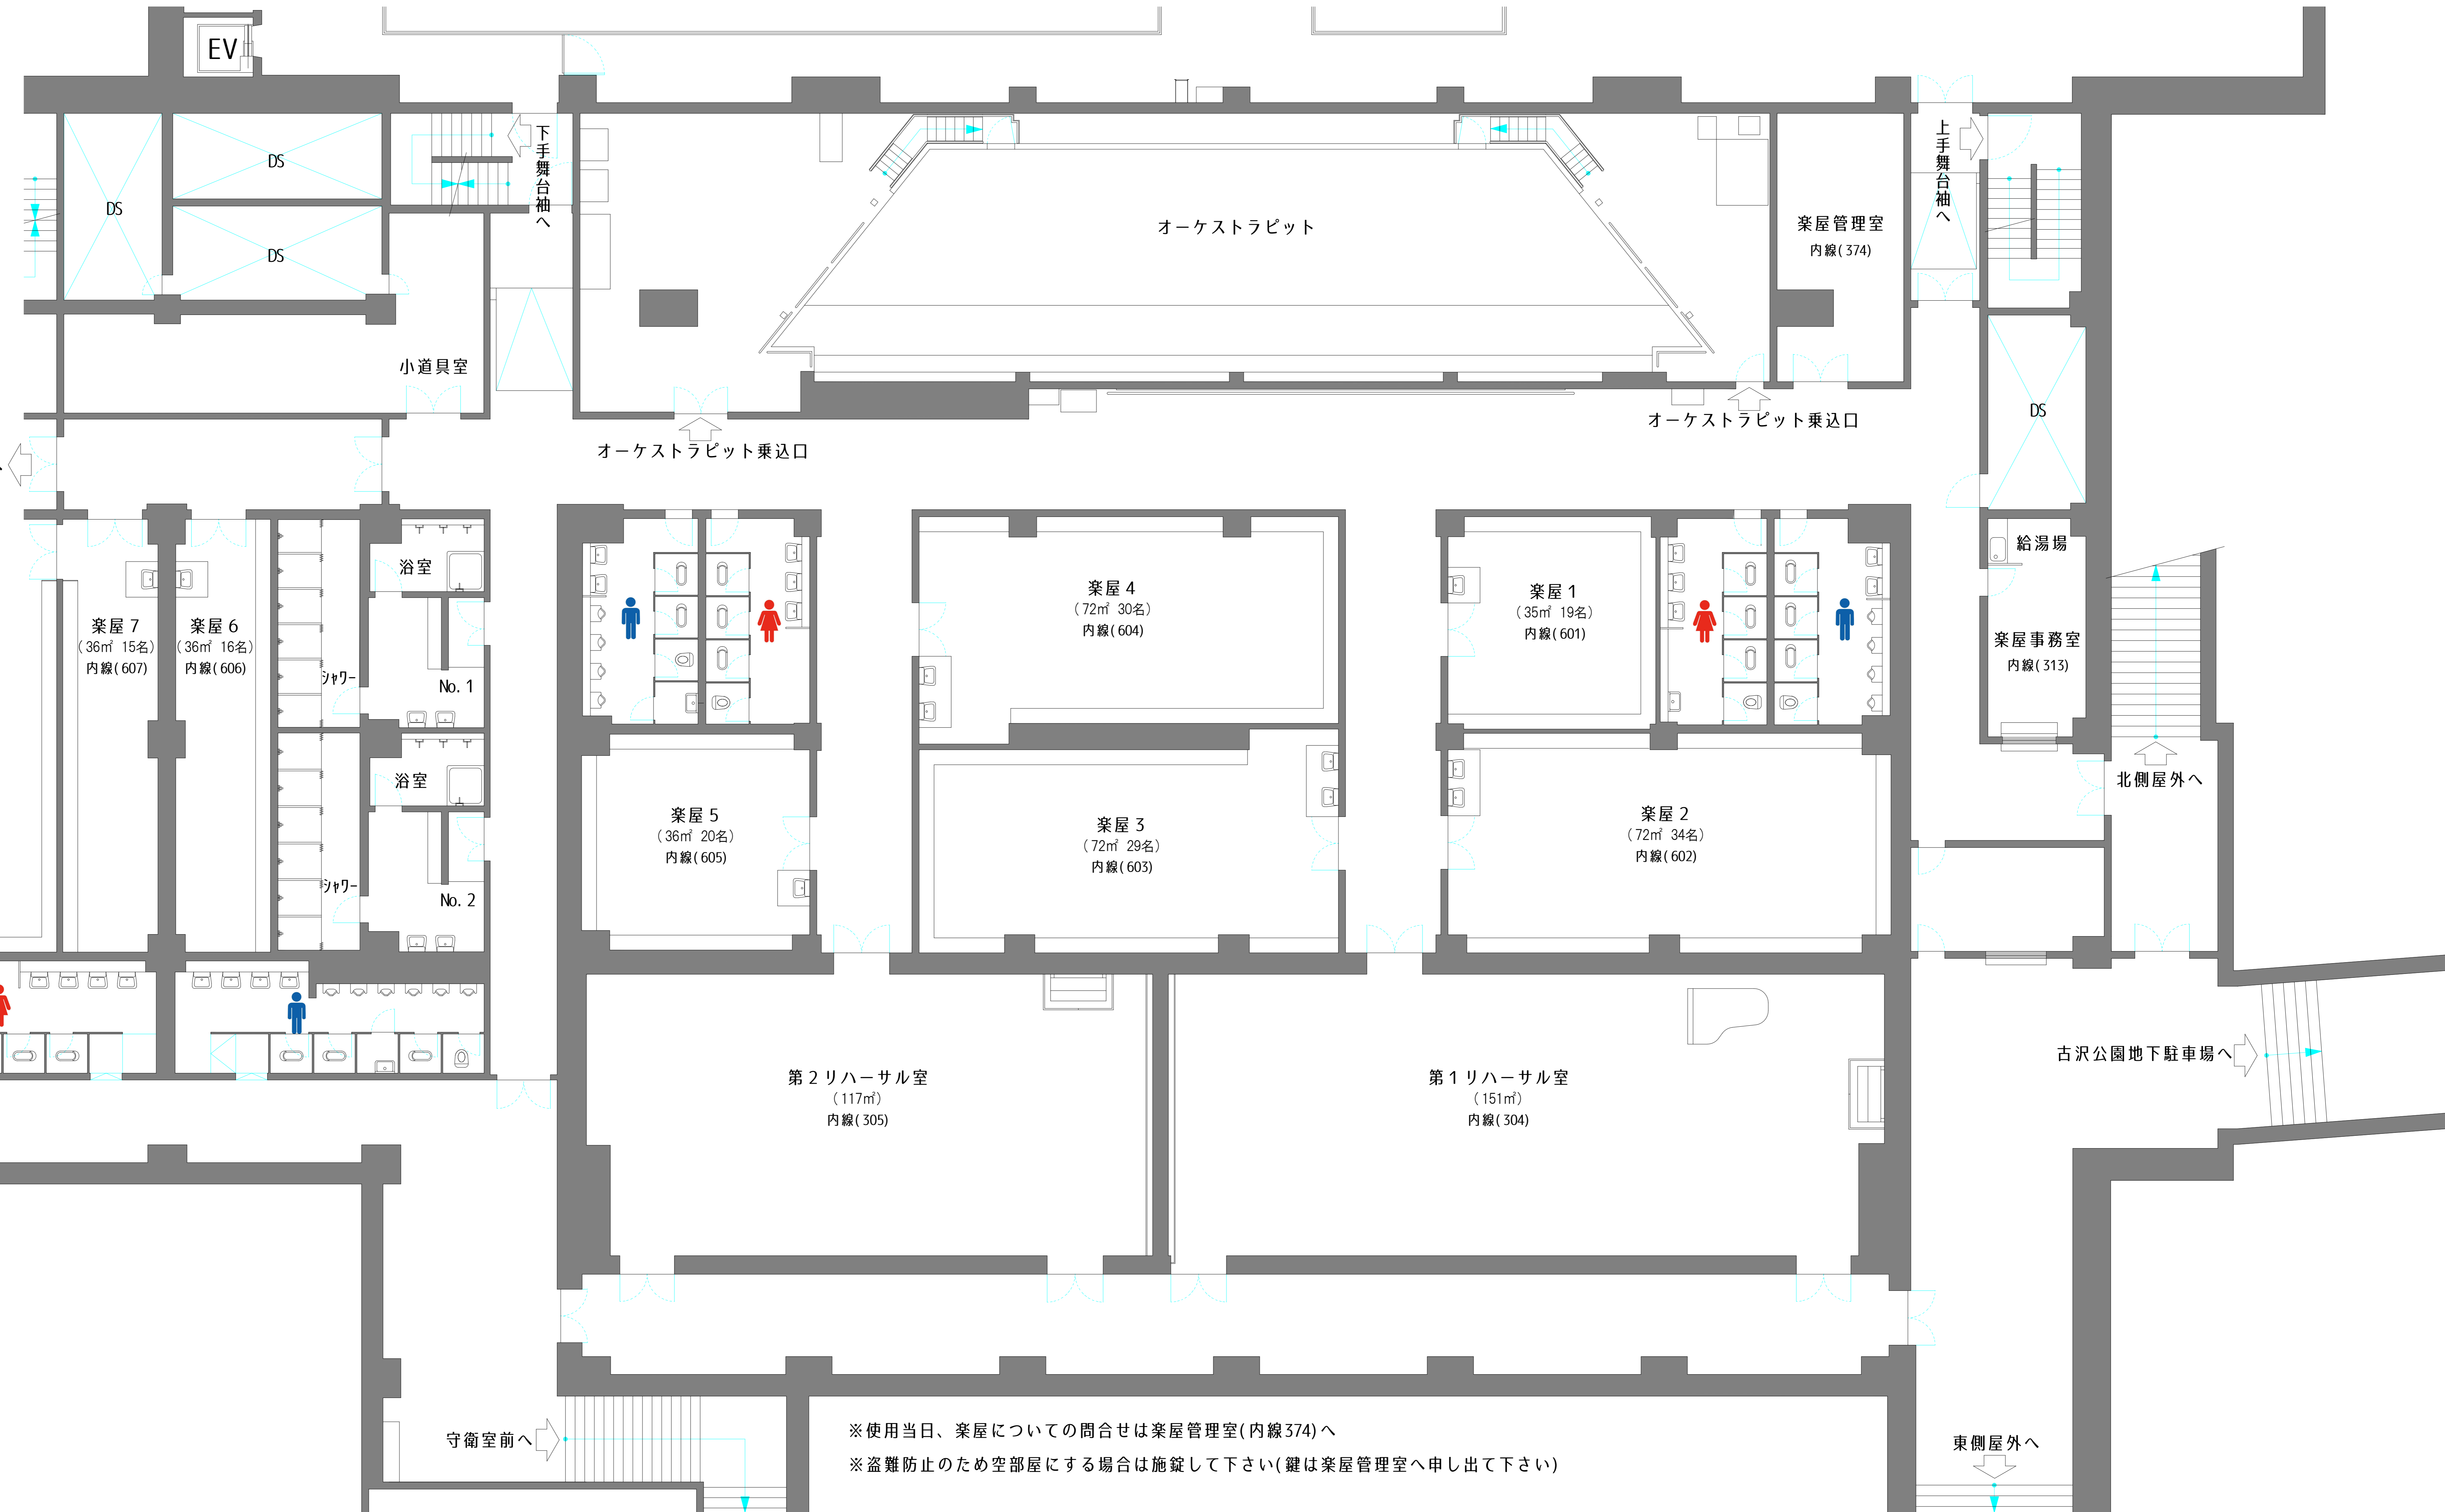 EV
DS
DS
DS
下手舞台袖へ
小道具室
オーケストラピット
楽屋管理室
内線(374)
上手舞台袖へ
DS
オーケストラピット乗込口
オーケストラピット乗込口
へ
浴室
楽屋７
（36㎡ 15名）
内線(607)
楽屋６
（36㎡ 16名）
内線(606)
シャワー
No.1
浴室
シャワー
No.2
楽屋４
（72㎡ 30名）
内線(604)
楽屋１
（35㎡ 19名）
内線(601)
給湯場
楽屋事務室
内線(313)
北側屋外へ
楽屋５
（36㎡ 20名）
内線(605)
楽屋３
（72㎡ 29名）
内線(603)
楽屋２
（72㎡ 34名）
内線(602)
第２リハーサル室
（117㎡）
内線(305)
第１リハーサル室
（151㎡）
内線(304)
古沢公園地下駐車場へ
守衛室前へ
東側屋外へ
※使用当日、楽屋についての問合せは楽屋管理室(内線374)へ
※盗難防止のため空部屋にする場合は施錠して下さい(鍵は楽屋管理室へ申し出て下さい)